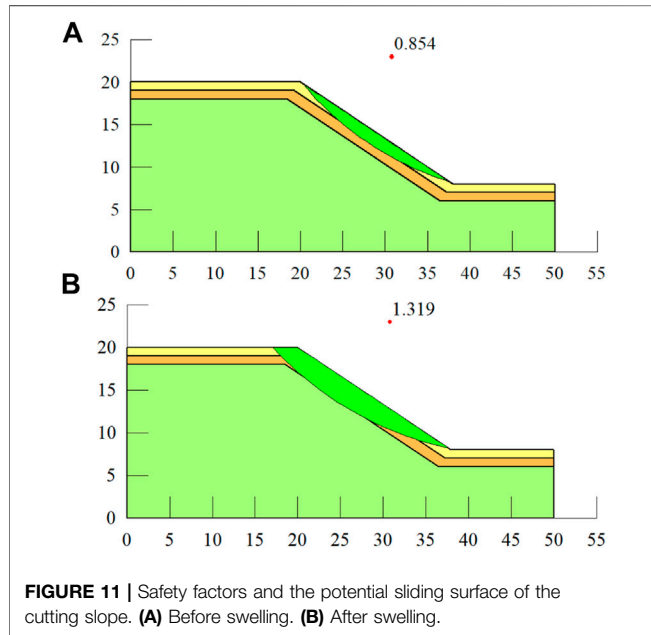 A
25
0.854
20
15
10
5
0
0 5 10 15 20 25 30 35 40 45 50 55
B
25
1.319
20
15
10
5
0
0 5 10 15 20 25 30 35 40 45 50 55
FIGURE 11 | Safety factors and the potential sliding surface of the
cutting slope. (A) Before swelling. (B) After swelling.